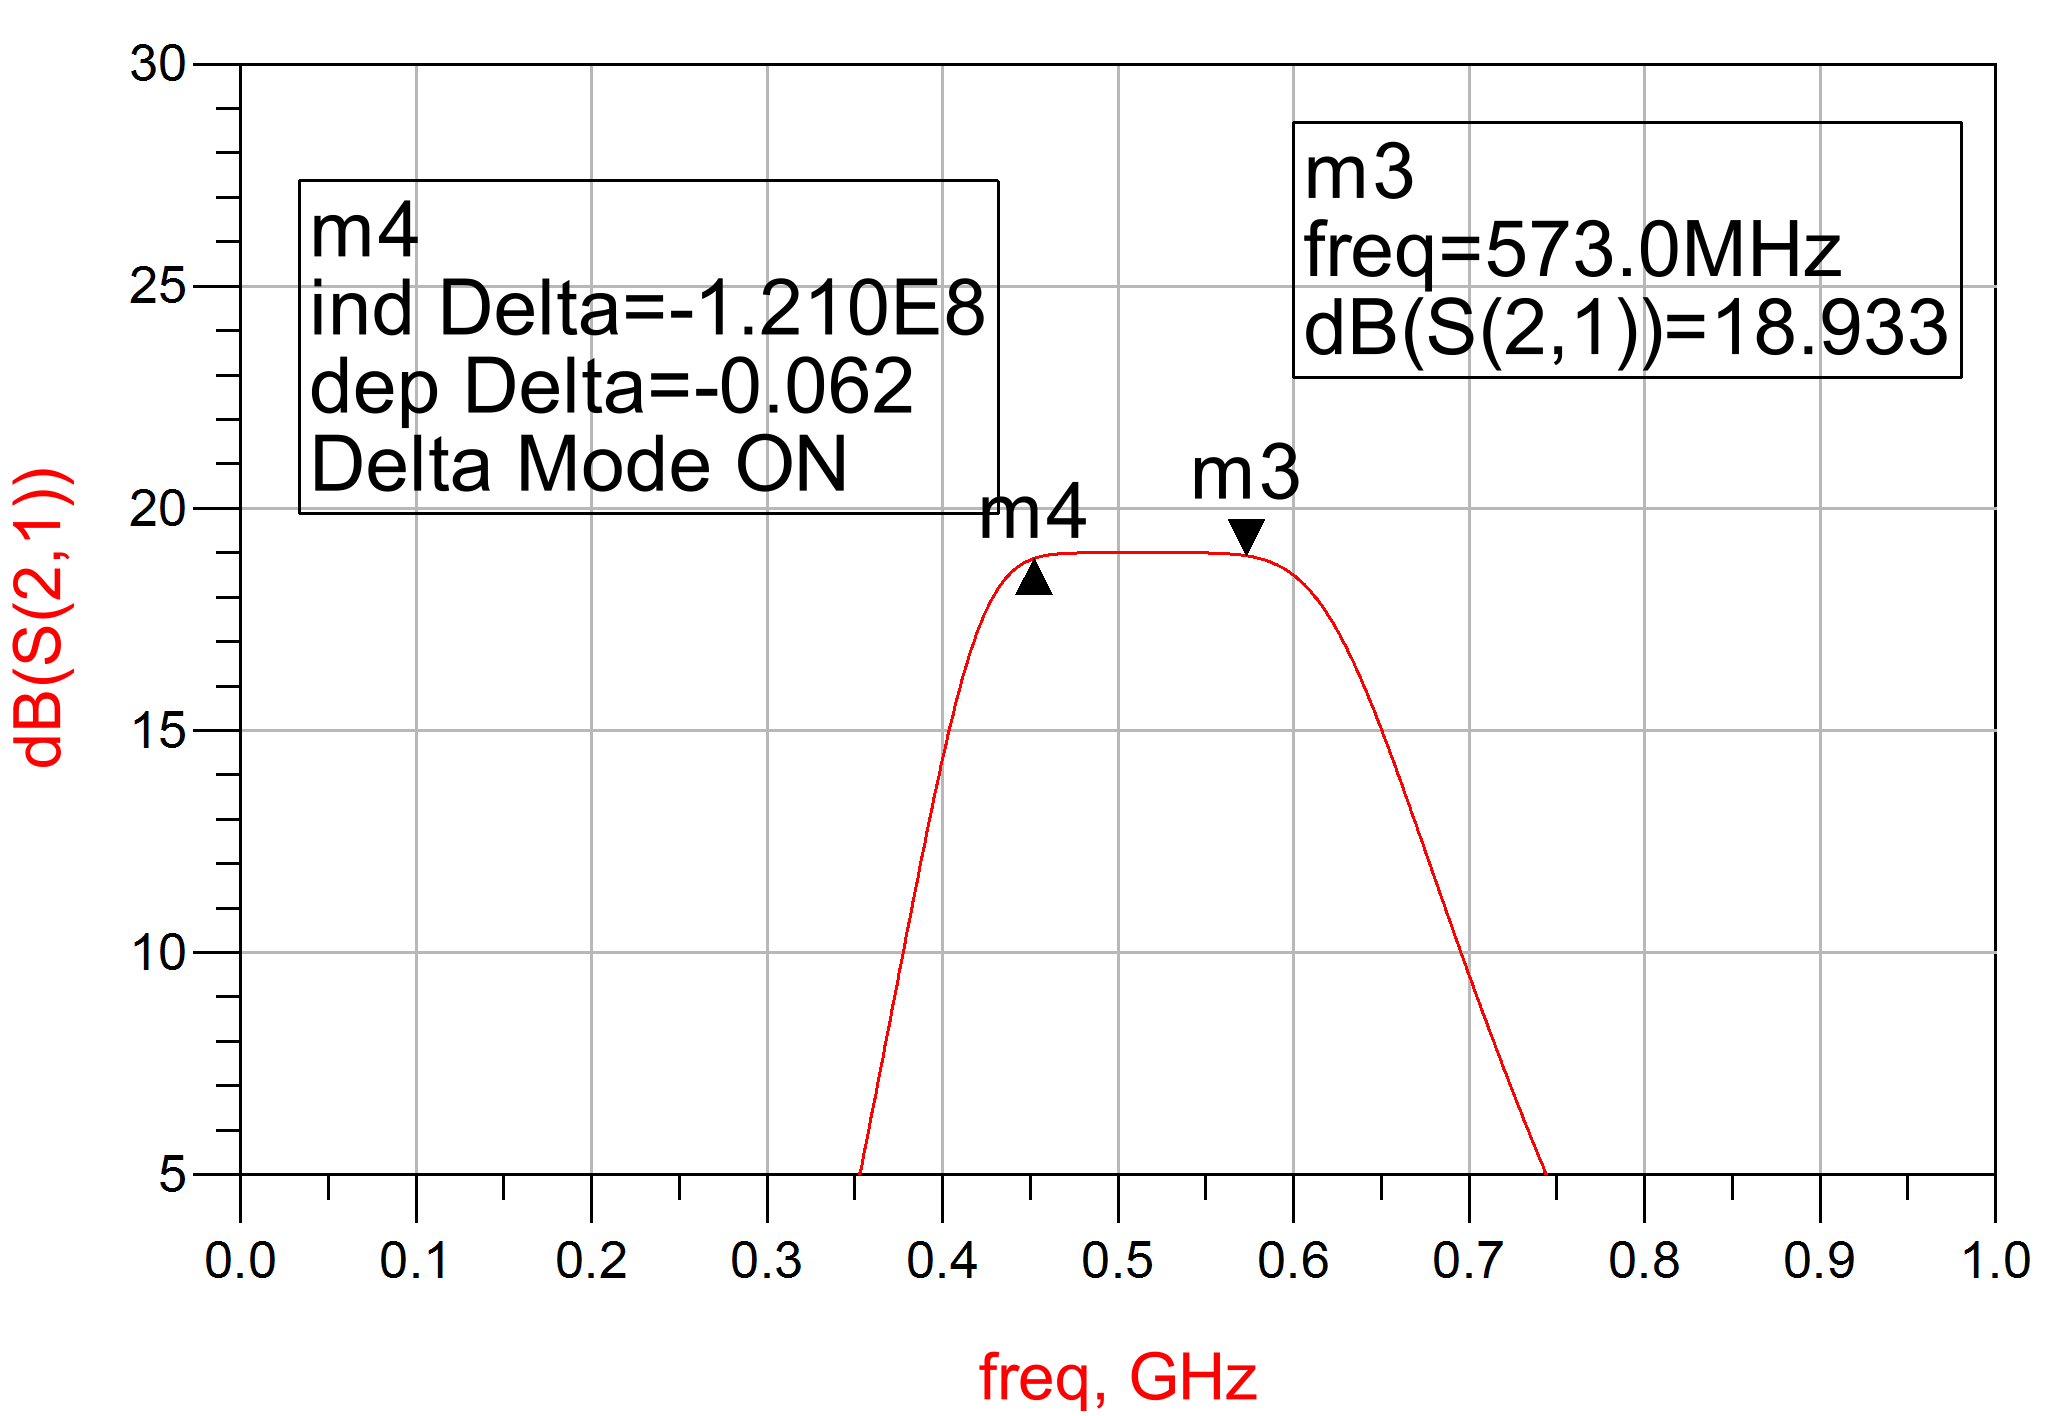 30
25
20
15
10
5
dB(S(2,1))
m4
ind Delta=-1.210E8
dep Delta=-0.062
Delta Mode ON
m3
freq=573.0MHz
dB(S(2,1))=18.933
m4
m3
0.0 0.1 0.2 0.3 0.4 0.5 0.6 0.7 0.8 0.9 1.0
freq, GHz